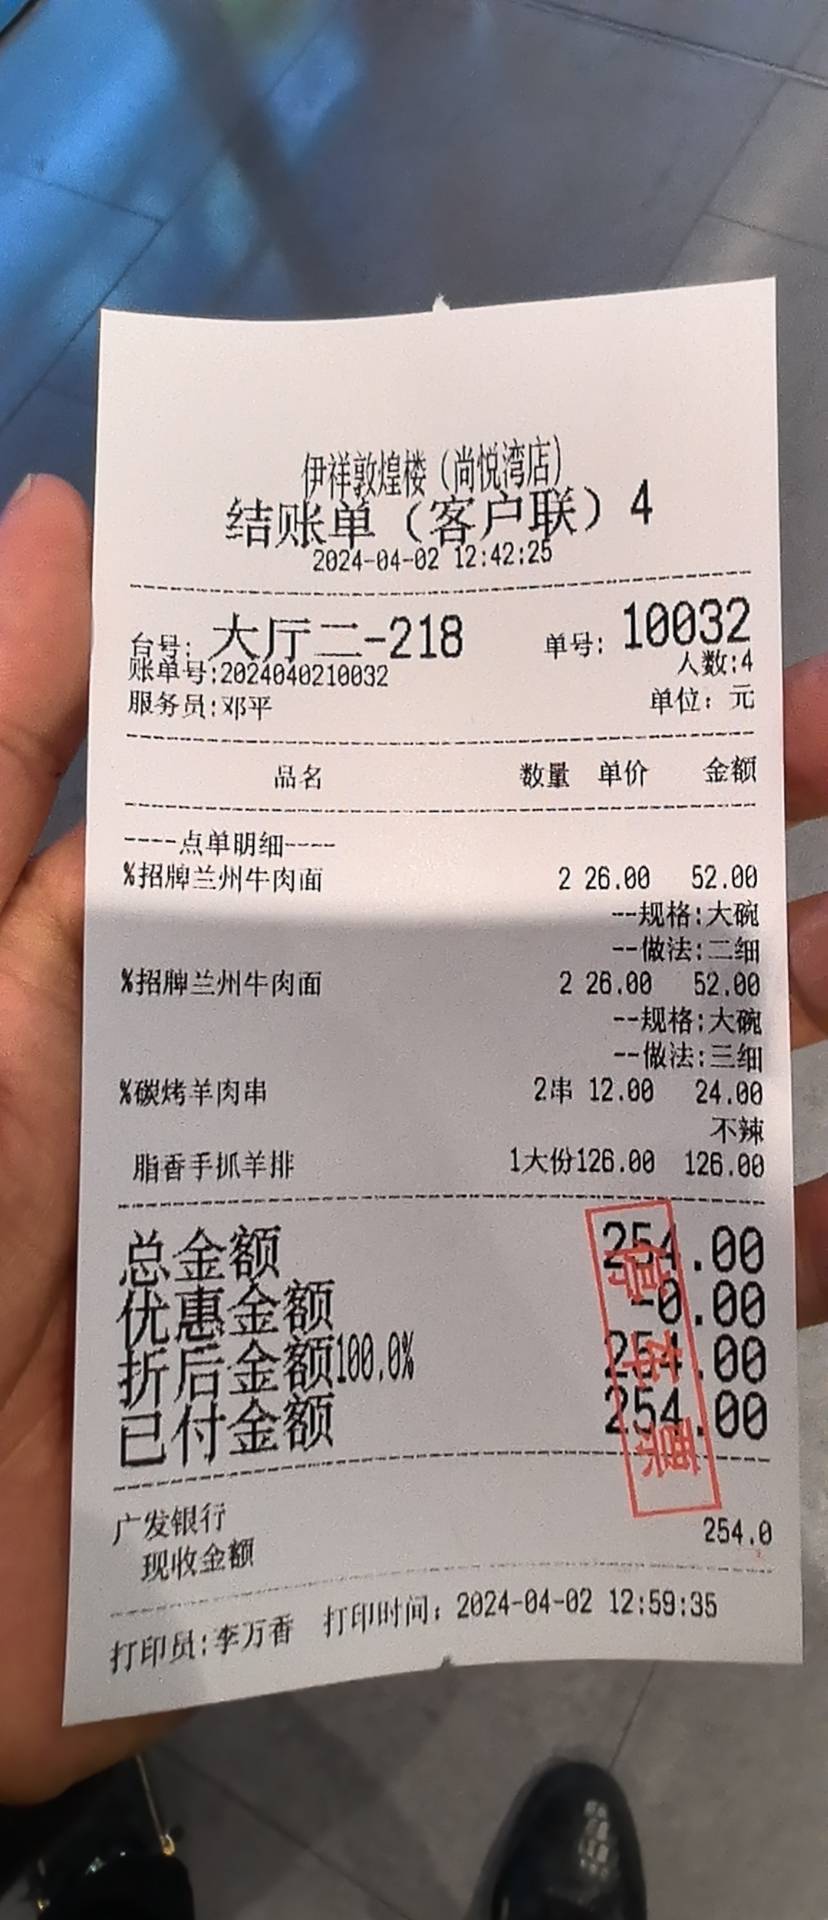 伊祥敦煌楼（尚悦湾店）
结账单（客户联）4
2024-04-02 12:42:25
台号: 大厅二-218 单号: 10032
账单号:2024040210032 人数:4
服务员:邓平 单位: 元
品名 数量 单价 金额
----点单明细----
%招牌兰州牛肉面 2 26.00 52.00
--规格:大碗
--做法:二细
%招牌兰州牛肉面 2 26.00 52.00
--规格:大碗
--做法:三细
%碳烤羊肉串 2串 12.00 24.00
不辣
脂香手抓羊排 1大份126.00 126.00
总金额 254.00
优惠金额 -0.00
折后金额100.0% 254.00
已付金额 254.00
停车票
广发银行 254.0
现收金额
打印员:李万香 打印时间: 2024-04-02 12:59:35